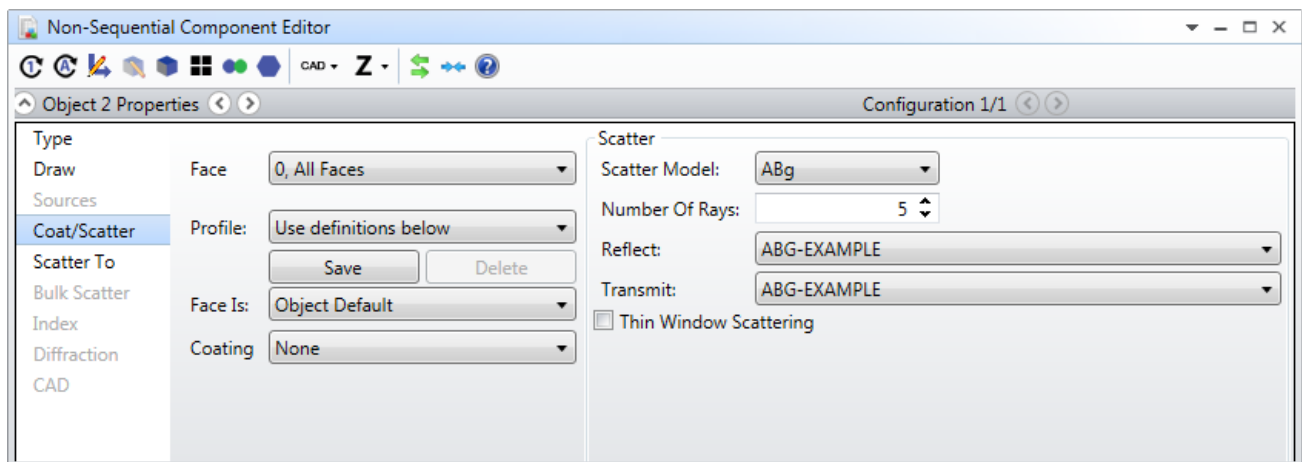 Non-Sequential Component Editor
CAD Z
Object 2 Properties Configuration 1/1
Type
Draw
Sources
Coat/Scatter
Scatter To
Bulk Scatter
Index
Diffraction
CAD
Face 0, All Faces
Profile: Use definitions below
Save Delete
Face Is: Object Default
Coating None
Scatter
Scatter Model: ABg
Number Of Rays: 5
Reflect: ABG-EXAMPLE
Transmit: ABG-EXAMPLE
Thin Window Scattering